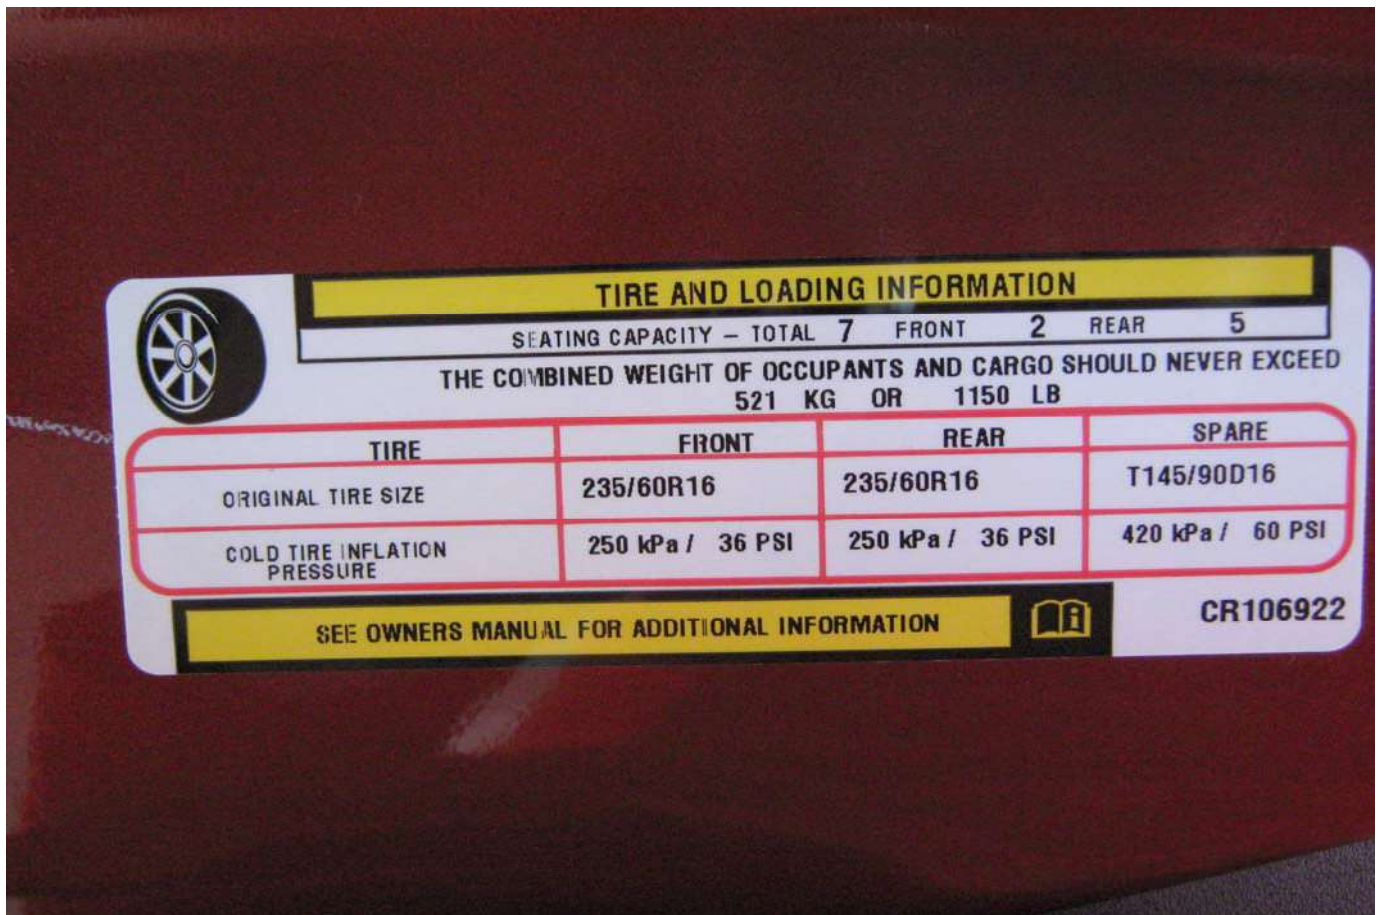 TIRE AND LOADING INFORMATION
SEATING CAPACITY – TOTAL 7 FRONT 2 REAR 5
THE COMBINED WEIGHT OF OCCUPANTS AND CARGO SHOULD NEVER EXCEED
521 KG OR 1150 LB
TIRE FRONT REAR SPARE
ORIGINAL TIRE SIZE 235/60R16 235/60R16 T145/90D16
COLD TIRE INFLATION 250 kPa / 36 PSI 250 kPa / 36 PSI 420 kPa / 60 PSI
PRESSURE
SEE OWNERS MANUAL FOR ADDITIONAL INFORMATION
CR106922